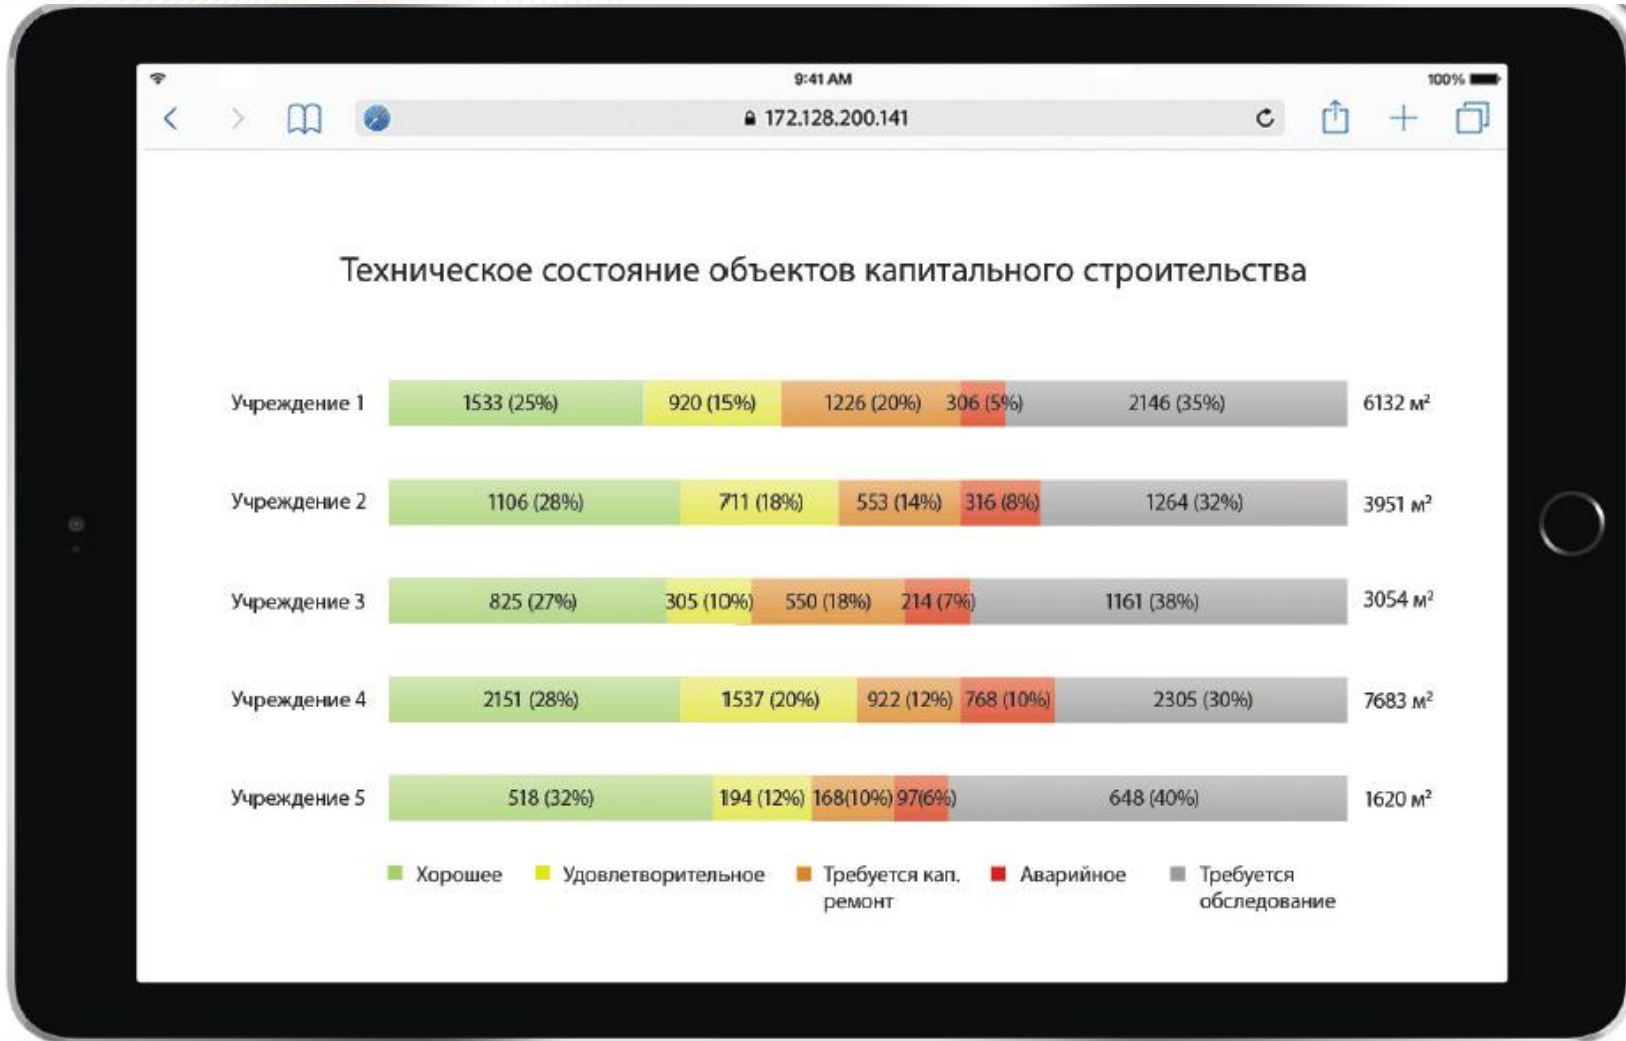 9:41 AM
100%
172.128.200.141
Техническое состояние объектов капитального строительства
Учреждение 1 1533 (25%) 920 (15%) 1226 (20%) 306 (5%) 2146 (35%) 6132 м²
Учреждение 2 1106 (28%) 711 (18%) 553 (14%) 316 (8%) 1264 (32%) 3951 м²
Учреждение 3 825 (27%) 305 (10%) 550 (18%) 214 (7%) 1161 (38%) 3054 м²
Учреждение 4 2151 (28%) 1537 (20%) 922 (12%) 768 (10%) 2305 (30%) 7683 м²
Учреждение 5 518 (32%) 194 (12%) 168(10%) 97(6%) 648 (40%) 1620 м²
Хорошее Удовлетворительное Требуется кап. Аварийное Требуется
ремонт обследование